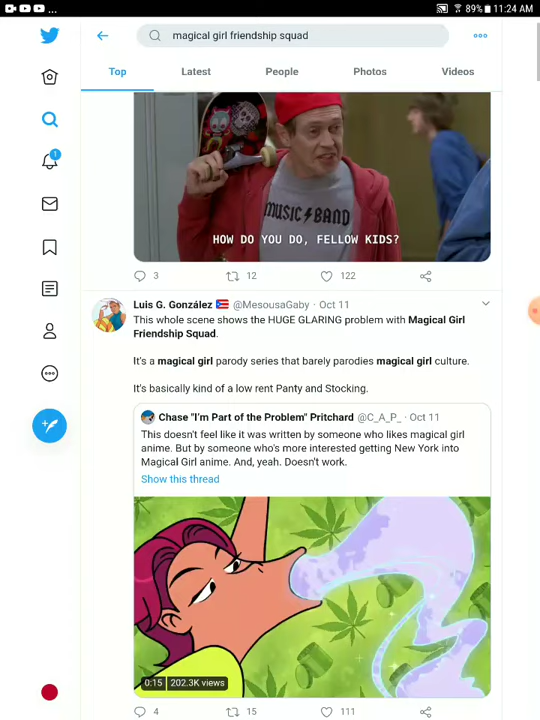 ... 89% 11:24 AM
magical girl friendship squad
Top Latest People Photos Videos
MUSIC BAND
HOW DO YOU DO, FELLOW KIDS?
3 12 122
Luis G. González 🇵🇷 @MesousaGaby · Oct 11
This whole scene shows the HUGE GLARING problem with Magical Girl
Friendship Squad.
It's a magical girl parody series that barely parodies magical girl culture.
It's basically kind of a low rent Panty and Stocking.
1
Chase "I'm Part of the Problem" Pritchard @C_A_P_ · Oct 11
This doesn't feel like it was written by someone who likes magical girl
anime. But by someone who's more interested getting New York into
Magical Girl anime. And, yeah. Doesn't work.
Show this thread
0:15 202.3K views
4 15 111